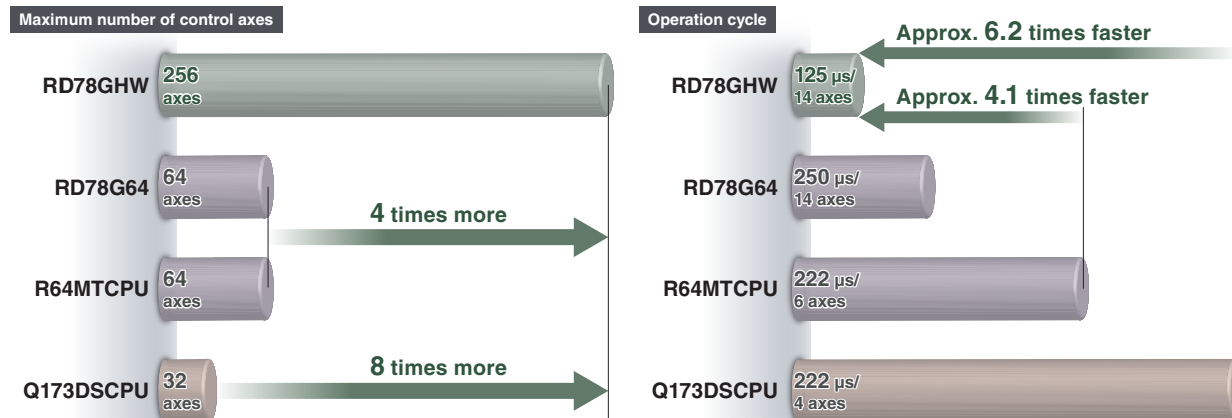 Maximum number of control axes
RD78GHW
256
axes
RD78G64
64
axes
4 times more
R64MTCPU
64
axes
8 times more
Q173DSCPU
32
axes
Operation cycle
Approx. 6.2 times faster
RD78GHW
125 μs/
14 axes
Approx. 4.1 times faster
RD78G64
250 μs/
14 axes
R64MTCPU
222 μs/
6 axes
Q173DSCPU
222 μs/
4 axes